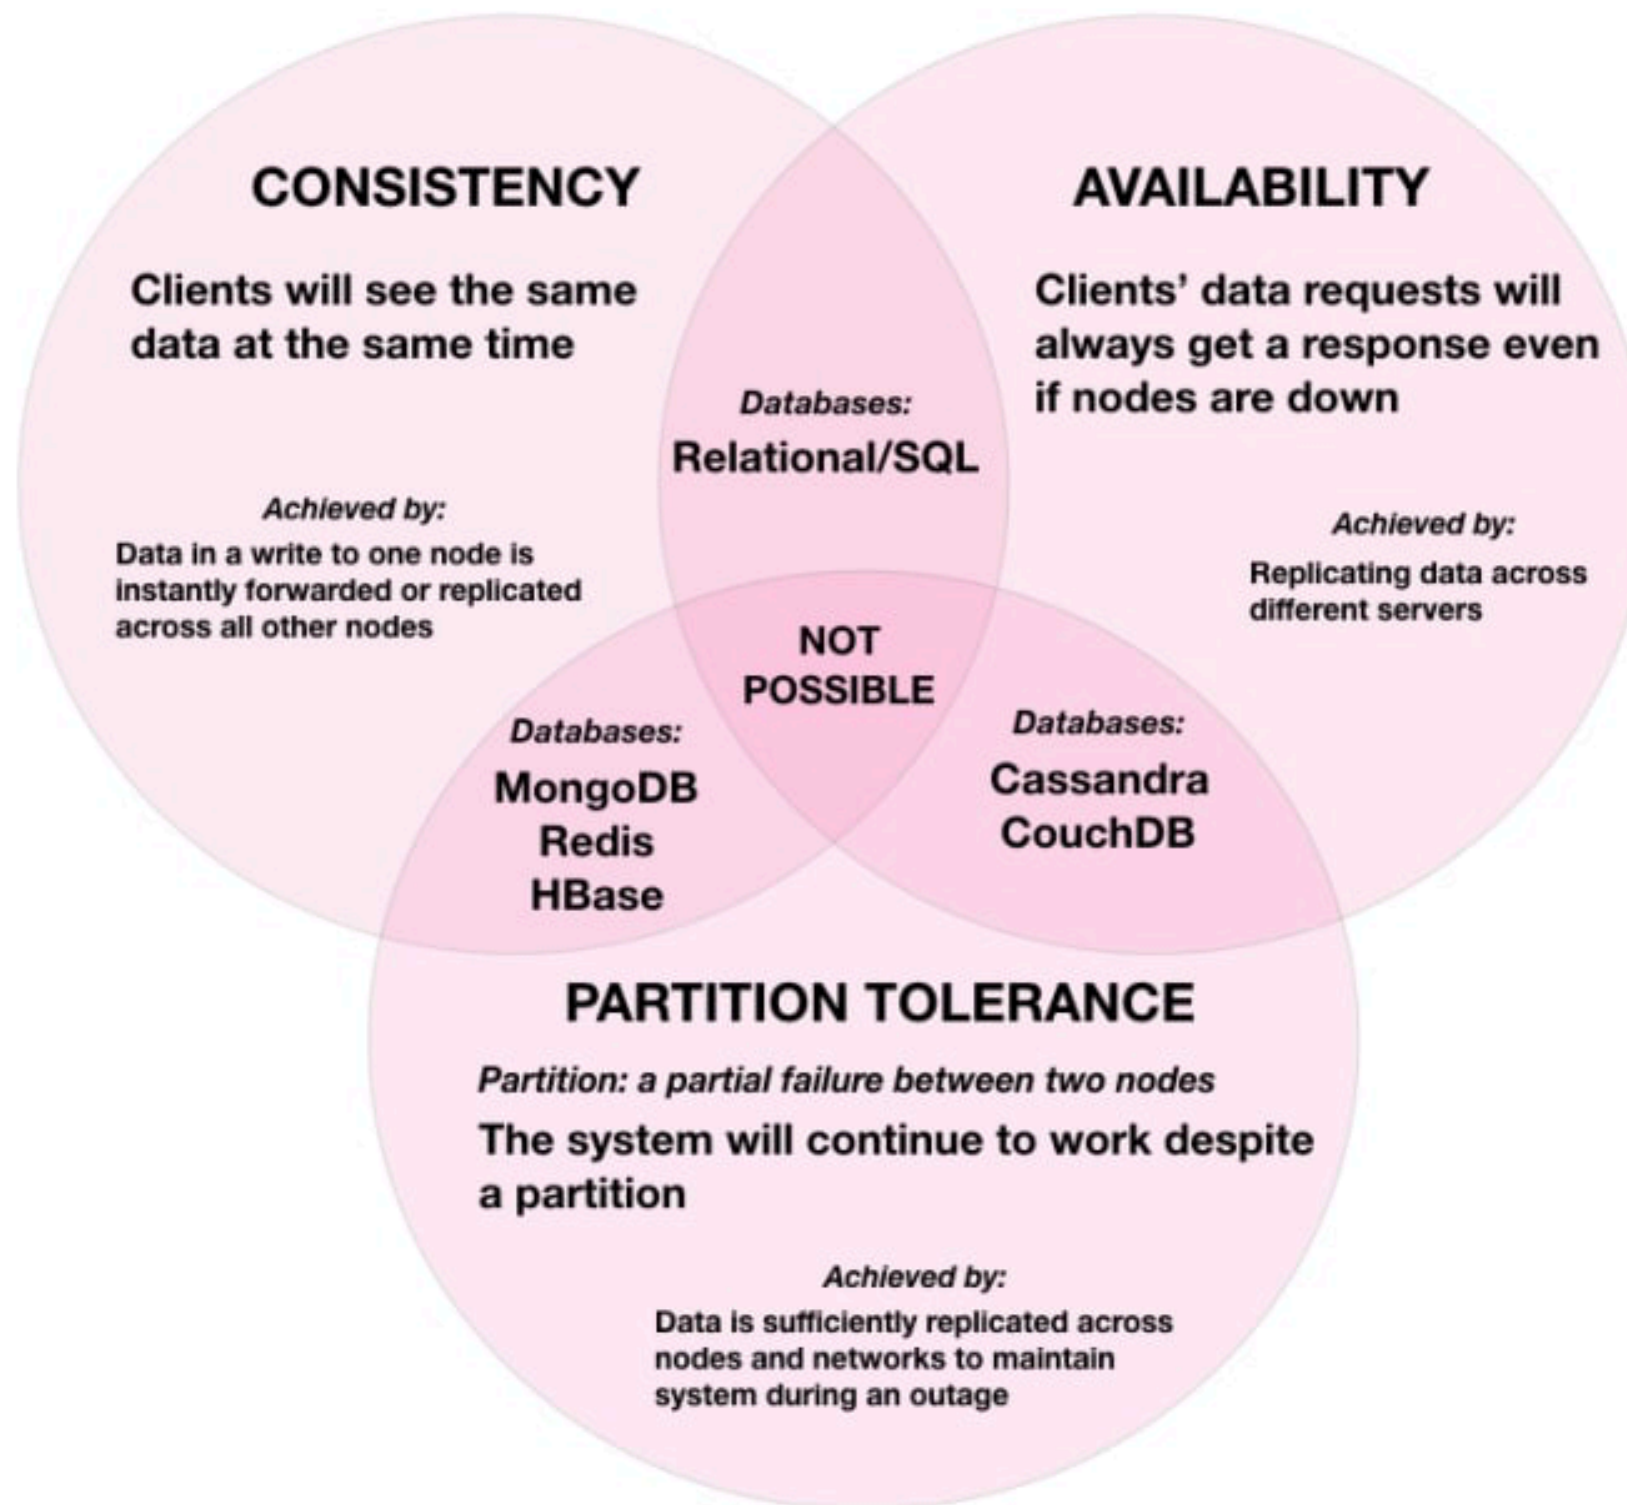 CONSISTENCY
Clients will see the same
data at the same time
Achieved by:
Data in a write to one node is
instantly forwarded or replicated
across all other nodes
AVAILABILITY
Clients’ data requests will
always get a response even
if nodes are down
Achieved by:
Replicating data across
different servers
Databases:
Relational/SQL
NOT
POSSIBLE
Databases:
MongoDB
Redis
HBase
Databases:
Cassandra
CouchDB
PARTITION TOLERANCE
Partition: a partial failure between two nodes
The system will continue to work despite
a partition
Achieved by:
Data is sufficiently replicated across
nodes and networks to maintain
system during an outage